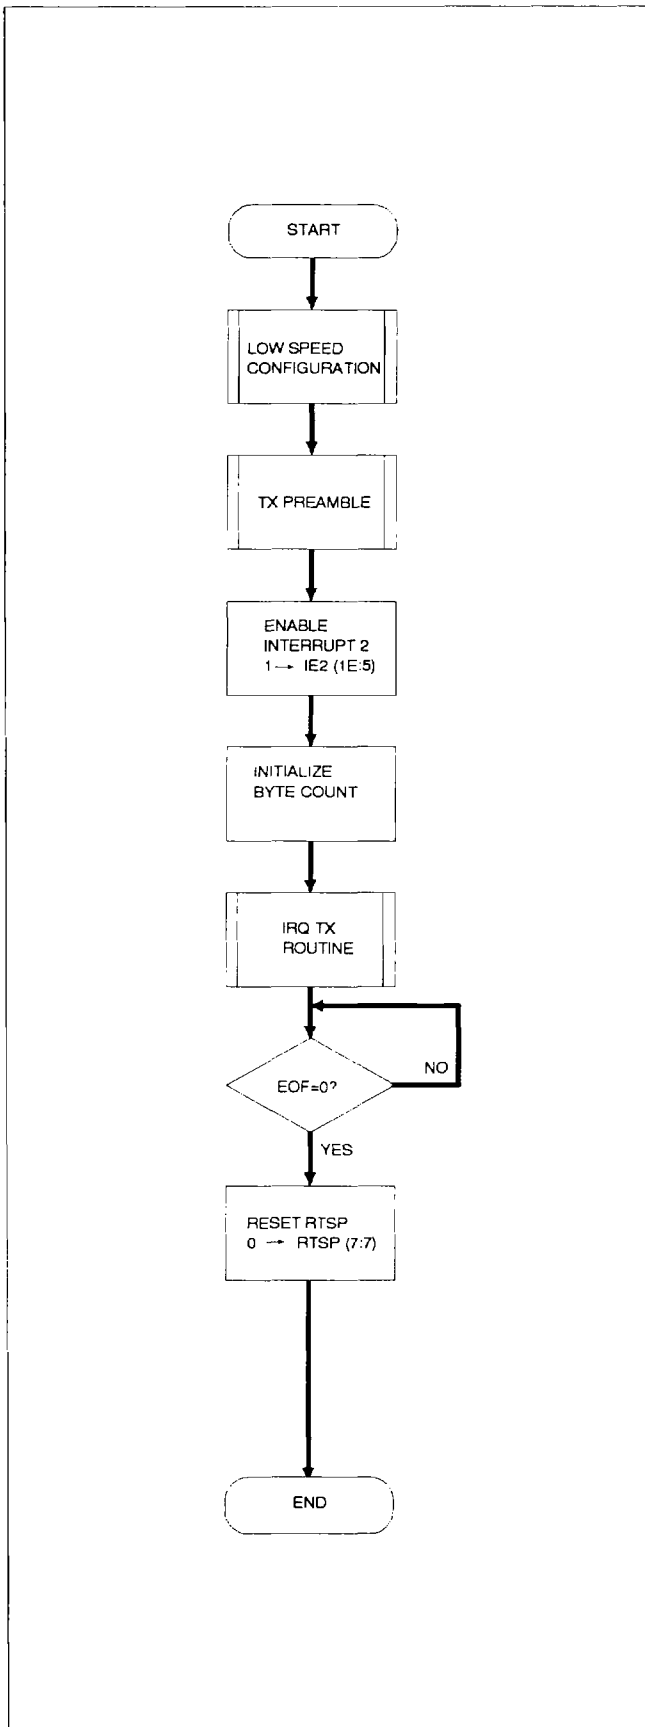 START
LOW SPEED
CONFIGURATION
TX PREAMBLE
ENABLE
INTERRUPT 2
1 → IE2 (1E:5)
INITIALIZE
BYTE COUNT
IRQ TX
ROUTINE
EOF=0?
NO
YES
RESET RTSP
0 → RTSP (7:7)
END